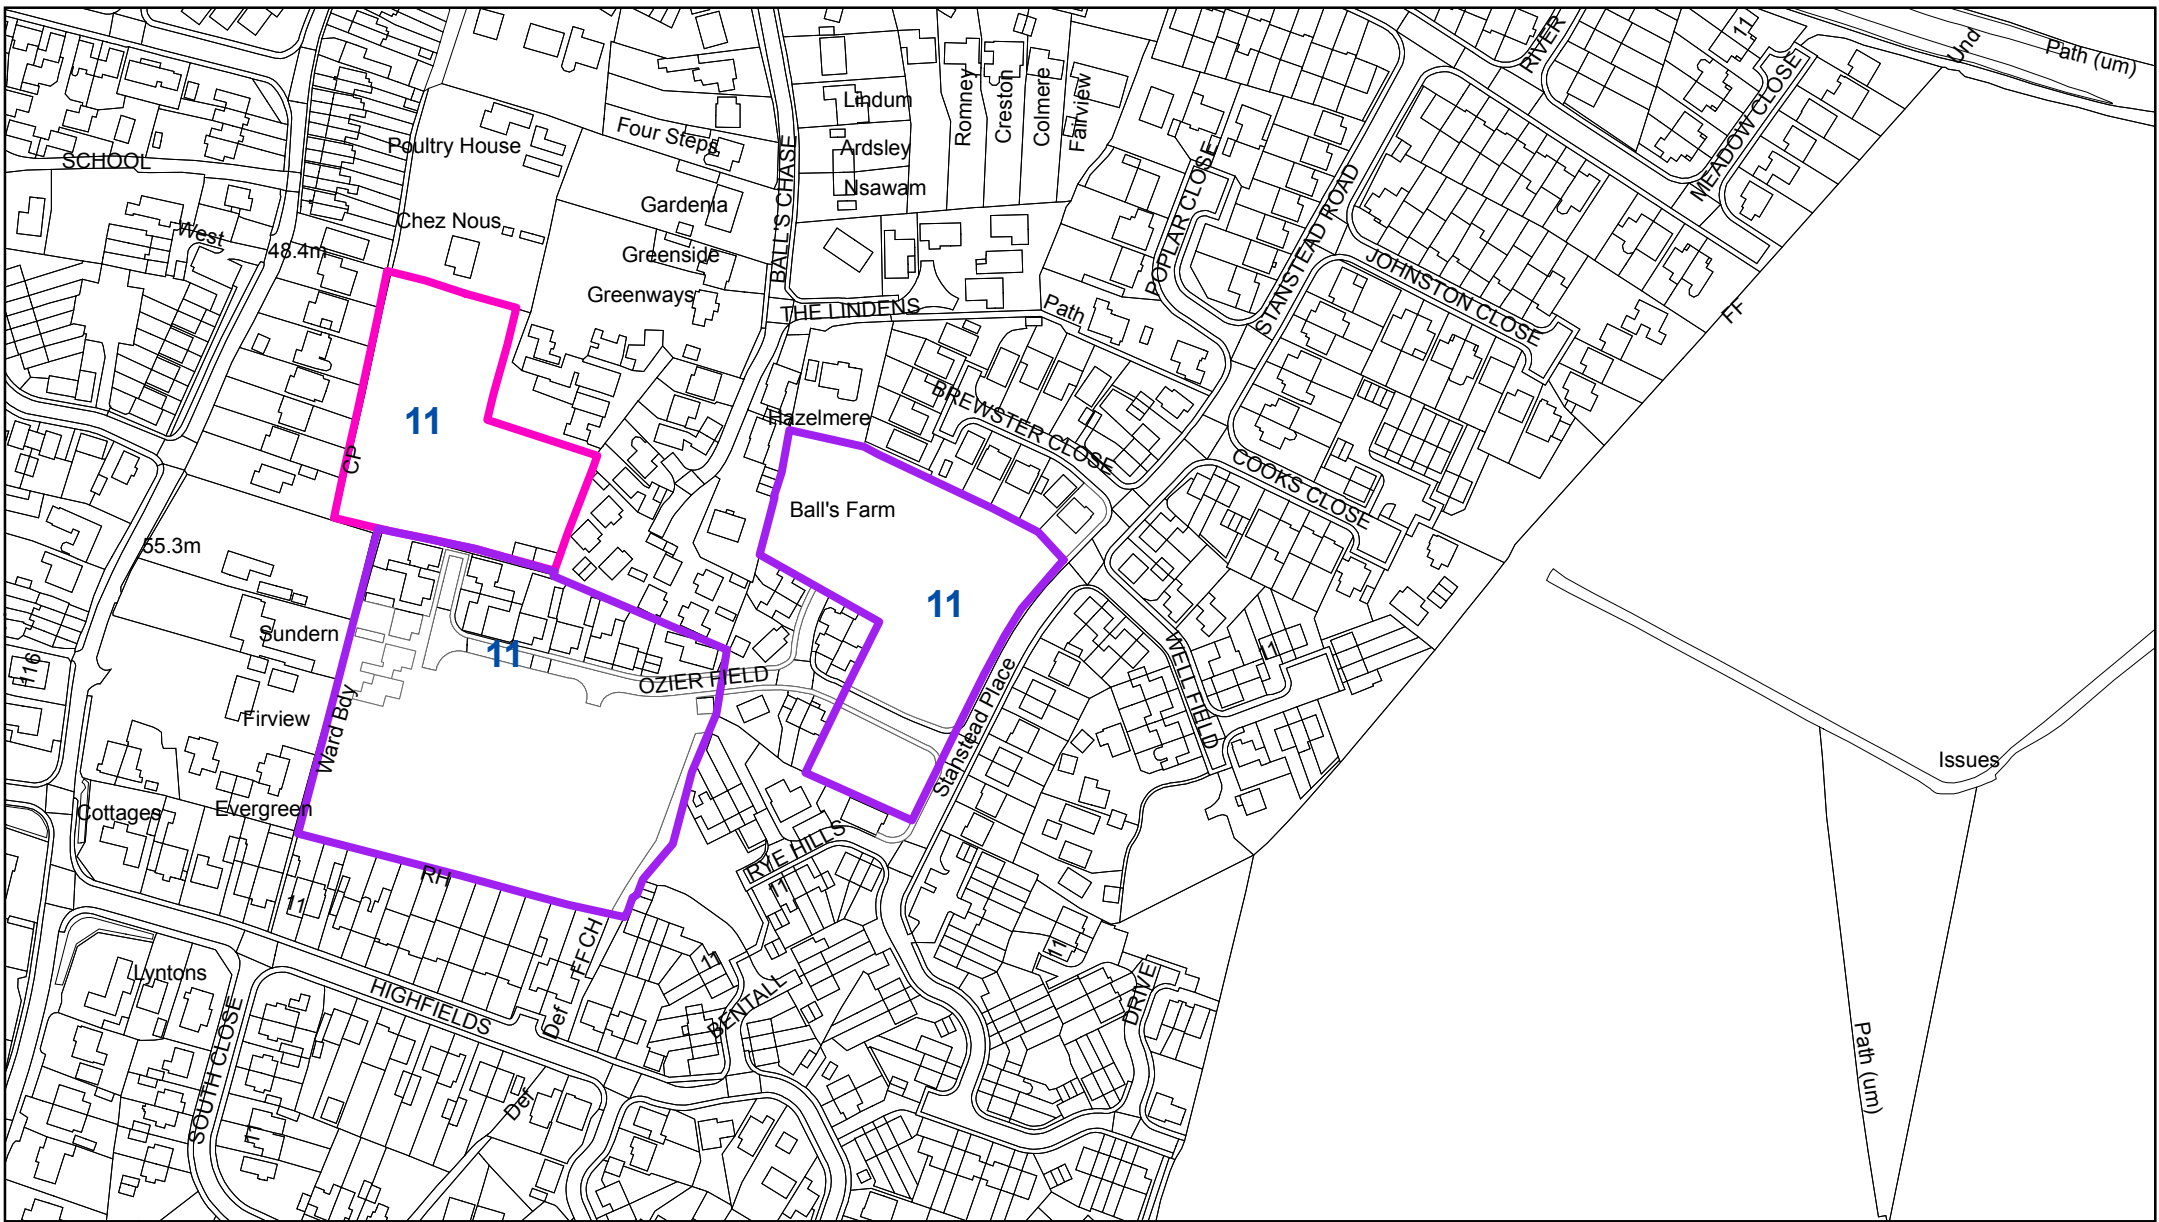 RIVER
11
Und
Path (um)
Lindum
Romney
Creston
Colmere
Fairview
MEADOW CLOSE
Four Steps
Poultry House
Ardsley
SCHOOL
BALL'S CHASE
Nsawam
Gardenia
POPLAR CLOSE
STANSTEAD ROAD
Chez Nous
West
48.4m
Greenside
Greenways
THE LINDENS
Path
JOHNSTON CLOSE
FF
11
Hazelmere
BREWSTER CLOSE
CP
COOKS CLOSE
Ball's Farm
55.3m
11
Sundern
11
116
OZIER FIELD
WELL FIELD
11
Firview
Ward Bdy
Stanstead Place
Issues
Cottages
Evergreen
RYE HILLS
RH
11
11
FF
CH
11
11
Lyntons
HIGHFIELDS
BENTALL
DRIVE
Def
SOUTH CLOSE
Def
Path (um)
11